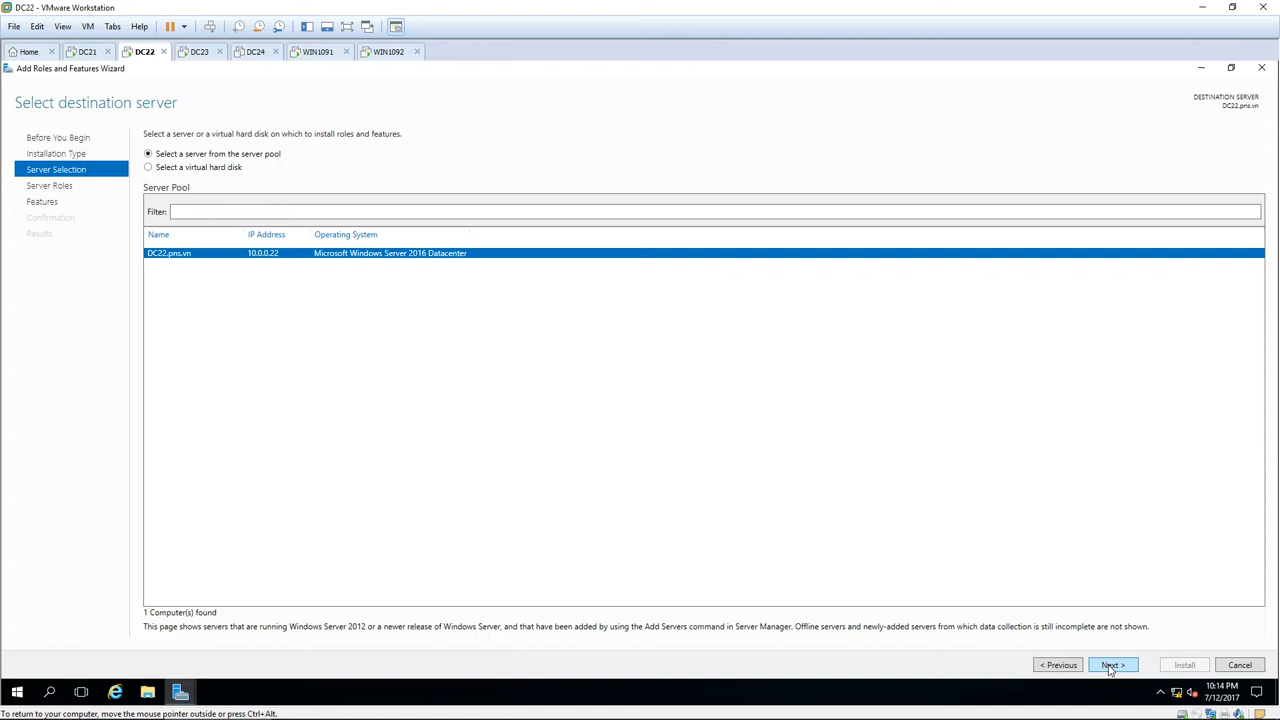 DC22 - VMware Workstation
File Edit View VM Tabs Help
Home DC21 DC22 DC23 DC24 WIN1091 WIN1092
Add Roles and Features Wizard
Select destination server
DESTINATION SERVER
DC22.pns.vn
Before You Begin
Installation Type
Server Selection
Server Roles
Features
Confirmation
Results
Select a server or a virtual hard disk on which to install roles and features.
Select a server from the server pool
Select a virtual hard disk
Server Pool
Filter:
Name IP Address Operating System
DC22.pns.vn 10.0.0.22 Microsoft Windows Server 2016 Datacenter
1 Computer(s) found
This page shows servers that are running Windows Server 2012 or a newer release of Windows Server, and that have been added by using the Add Servers command in Server Manager. Offline servers and newly-added servers from which data collection is still incomplete are not shown.
< Previous Next > Install Cancel
10:14 PM
7/12/2017
To return to your computer, move the mouse pointer outside or press Ctrl+Alt.